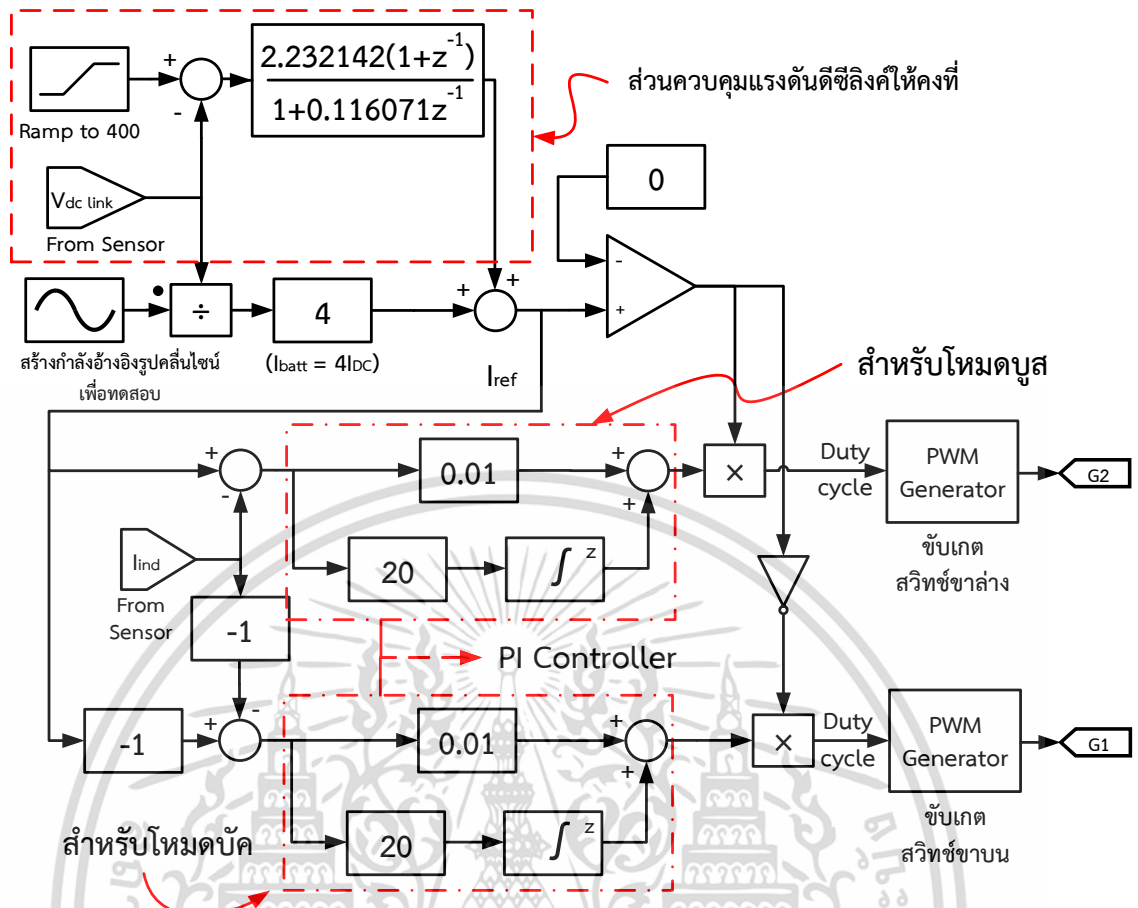 2.232142(1+z⁻¹)
1+0.116071z⁻¹
+
-
Ramp to 400
ส่วนควบคุมแรงดันดีซีลิงค์ให้คงที่
Vdc link
From Sensor
0
-
+
÷
4
+
+
สร้างกำลังอ้างอิงรูปคลื่นไซน์
เพื่อทดสอบ
(Ibatt = 4IDC)
Iref
สำหรับโหมดบูส
+
-
0.01
+
+
×
Duty
cycle
PWM
Generator
G2
ขับเกต
สวิทช์ขาล่าง
20
∫ z
Iind
From
Sensor
-1
PI Controller
-1
+
-
0.01
+
+
×
Duty
cycle
PWM
Generator
G1
ขับเกต
สวิทช์ขาบน
20
∫ z
สำหรับโหมดบัค